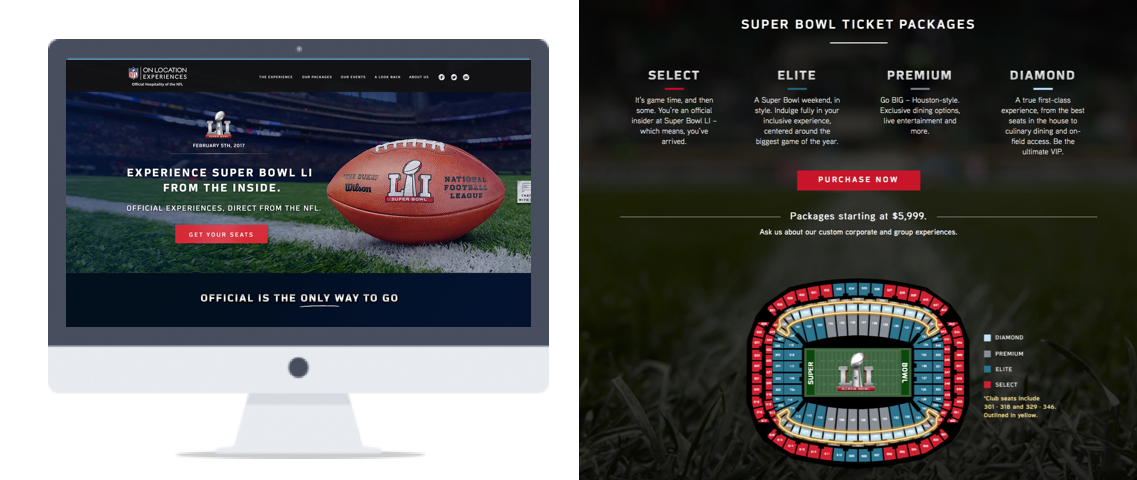 ON LOCATION
EXPERIENCES
Official Hospitality of the NFL
THE EXPERIENCE
OUR PACKAGES
OUR EVENTS
A LOOK BACK
ABOUT US
LI
SUPER BOWL
FEBRUARY 5TH, 2017
EXPERIENCE SUPER BOWL LI
FROM THE INSIDE.
OFFICIAL EXPERIENCES, DIRECT FROM THE NFL.
GET YOUR SEATS
"THE DUKE"
Wilson
LI
SUPER BOWL
NATIONAL
FOOTBALL
LEAGUE
OFFICIAL IS THE ONLY WAY TO GO
SUPER BOWL TICKET PACKAGES
SELECT
It's game time, and then
some. You're an official
insider at Super Bowl LI –
which means, you've
arrived.
ELITE
A Super Bowl weekend, in
style. Indulge fully in your
inclusive experience,
centered around the
biggest game of the year.
PREMIUM
Go BIG – Houston-style.
Exclusive dining options,
live entertainment and
more.
DIAMOND
A true first-class
experience, from the best
seats in the house to
culinary dining and on-
field access. Be the
ultimate VIP.
PURCHASE NOW
Packages starting at $5,999.
Ask us about our custom corporate and group experiences.
SUPER
LI
SUPER BOWL
BOWL
DIAMOND
PREMIUM
ELITE
SELECT
*Club seats include
301 - 318 and 329 - 346.
Outlined in yellow.